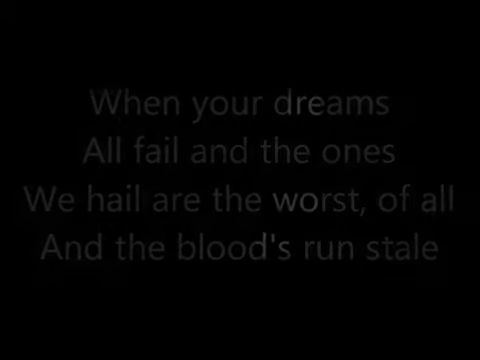 When your dreams
All fail and the ones
We hail are the worst, of all
And the blood's run stale